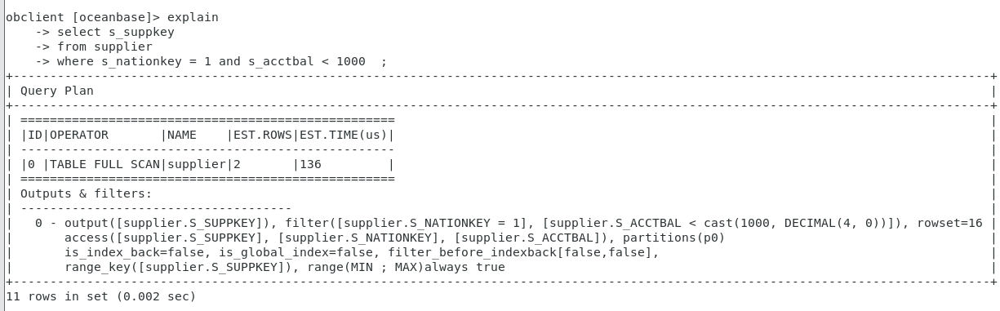 obclient [oceanbase]> explain
    -> select s_suppkey
    -> from supplier
    -> where s_nationkey = 1 and s_acctbal < 1000  ;
+-------------------------------------------------------------------------------------------------------------------------------------+
| Query Plan                                                                                                                          |
+-------------------------------------------------------------------------------------------------------------------------------------+
| ===================================================                                                                                 |
| |ID|OPERATOR       |NAME    |EST.ROWS|EST.TIME(us)|                                                                                 |
| ---------------------------------------------------                                                                                 |
| |0 |TABLE FULL SCAN|supplier|2       |136         |                                                                                 |
| ===================================================                                                                                 |
| Outputs & filters:                                                                                                                  |
| -------------------------------------                                                                                               |
|   0 - output([supplier.S_SUPPKEY]), filter([supplier.S_NATIONKEY = 1], [supplier.S_ACCTBAL < cast(1000, DECIMAL(4, 0))]), rowset=16 |
|       access([supplier.S_SUPPKEY], [supplier.S_NATIONKEY], [supplier.S_ACCTBAL]), partitions(p0)                                    |
|       is_index_back=false, is_global_index=false, filter_before_indexback[false,false],                                             |
|       range_key([supplier.S_SUPPKEY]), range(MIN ; MAX)always true                                                                  |
+-------------------------------------------------------------------------------------------------------------------------------------+
11 rows in set (0.002 sec)